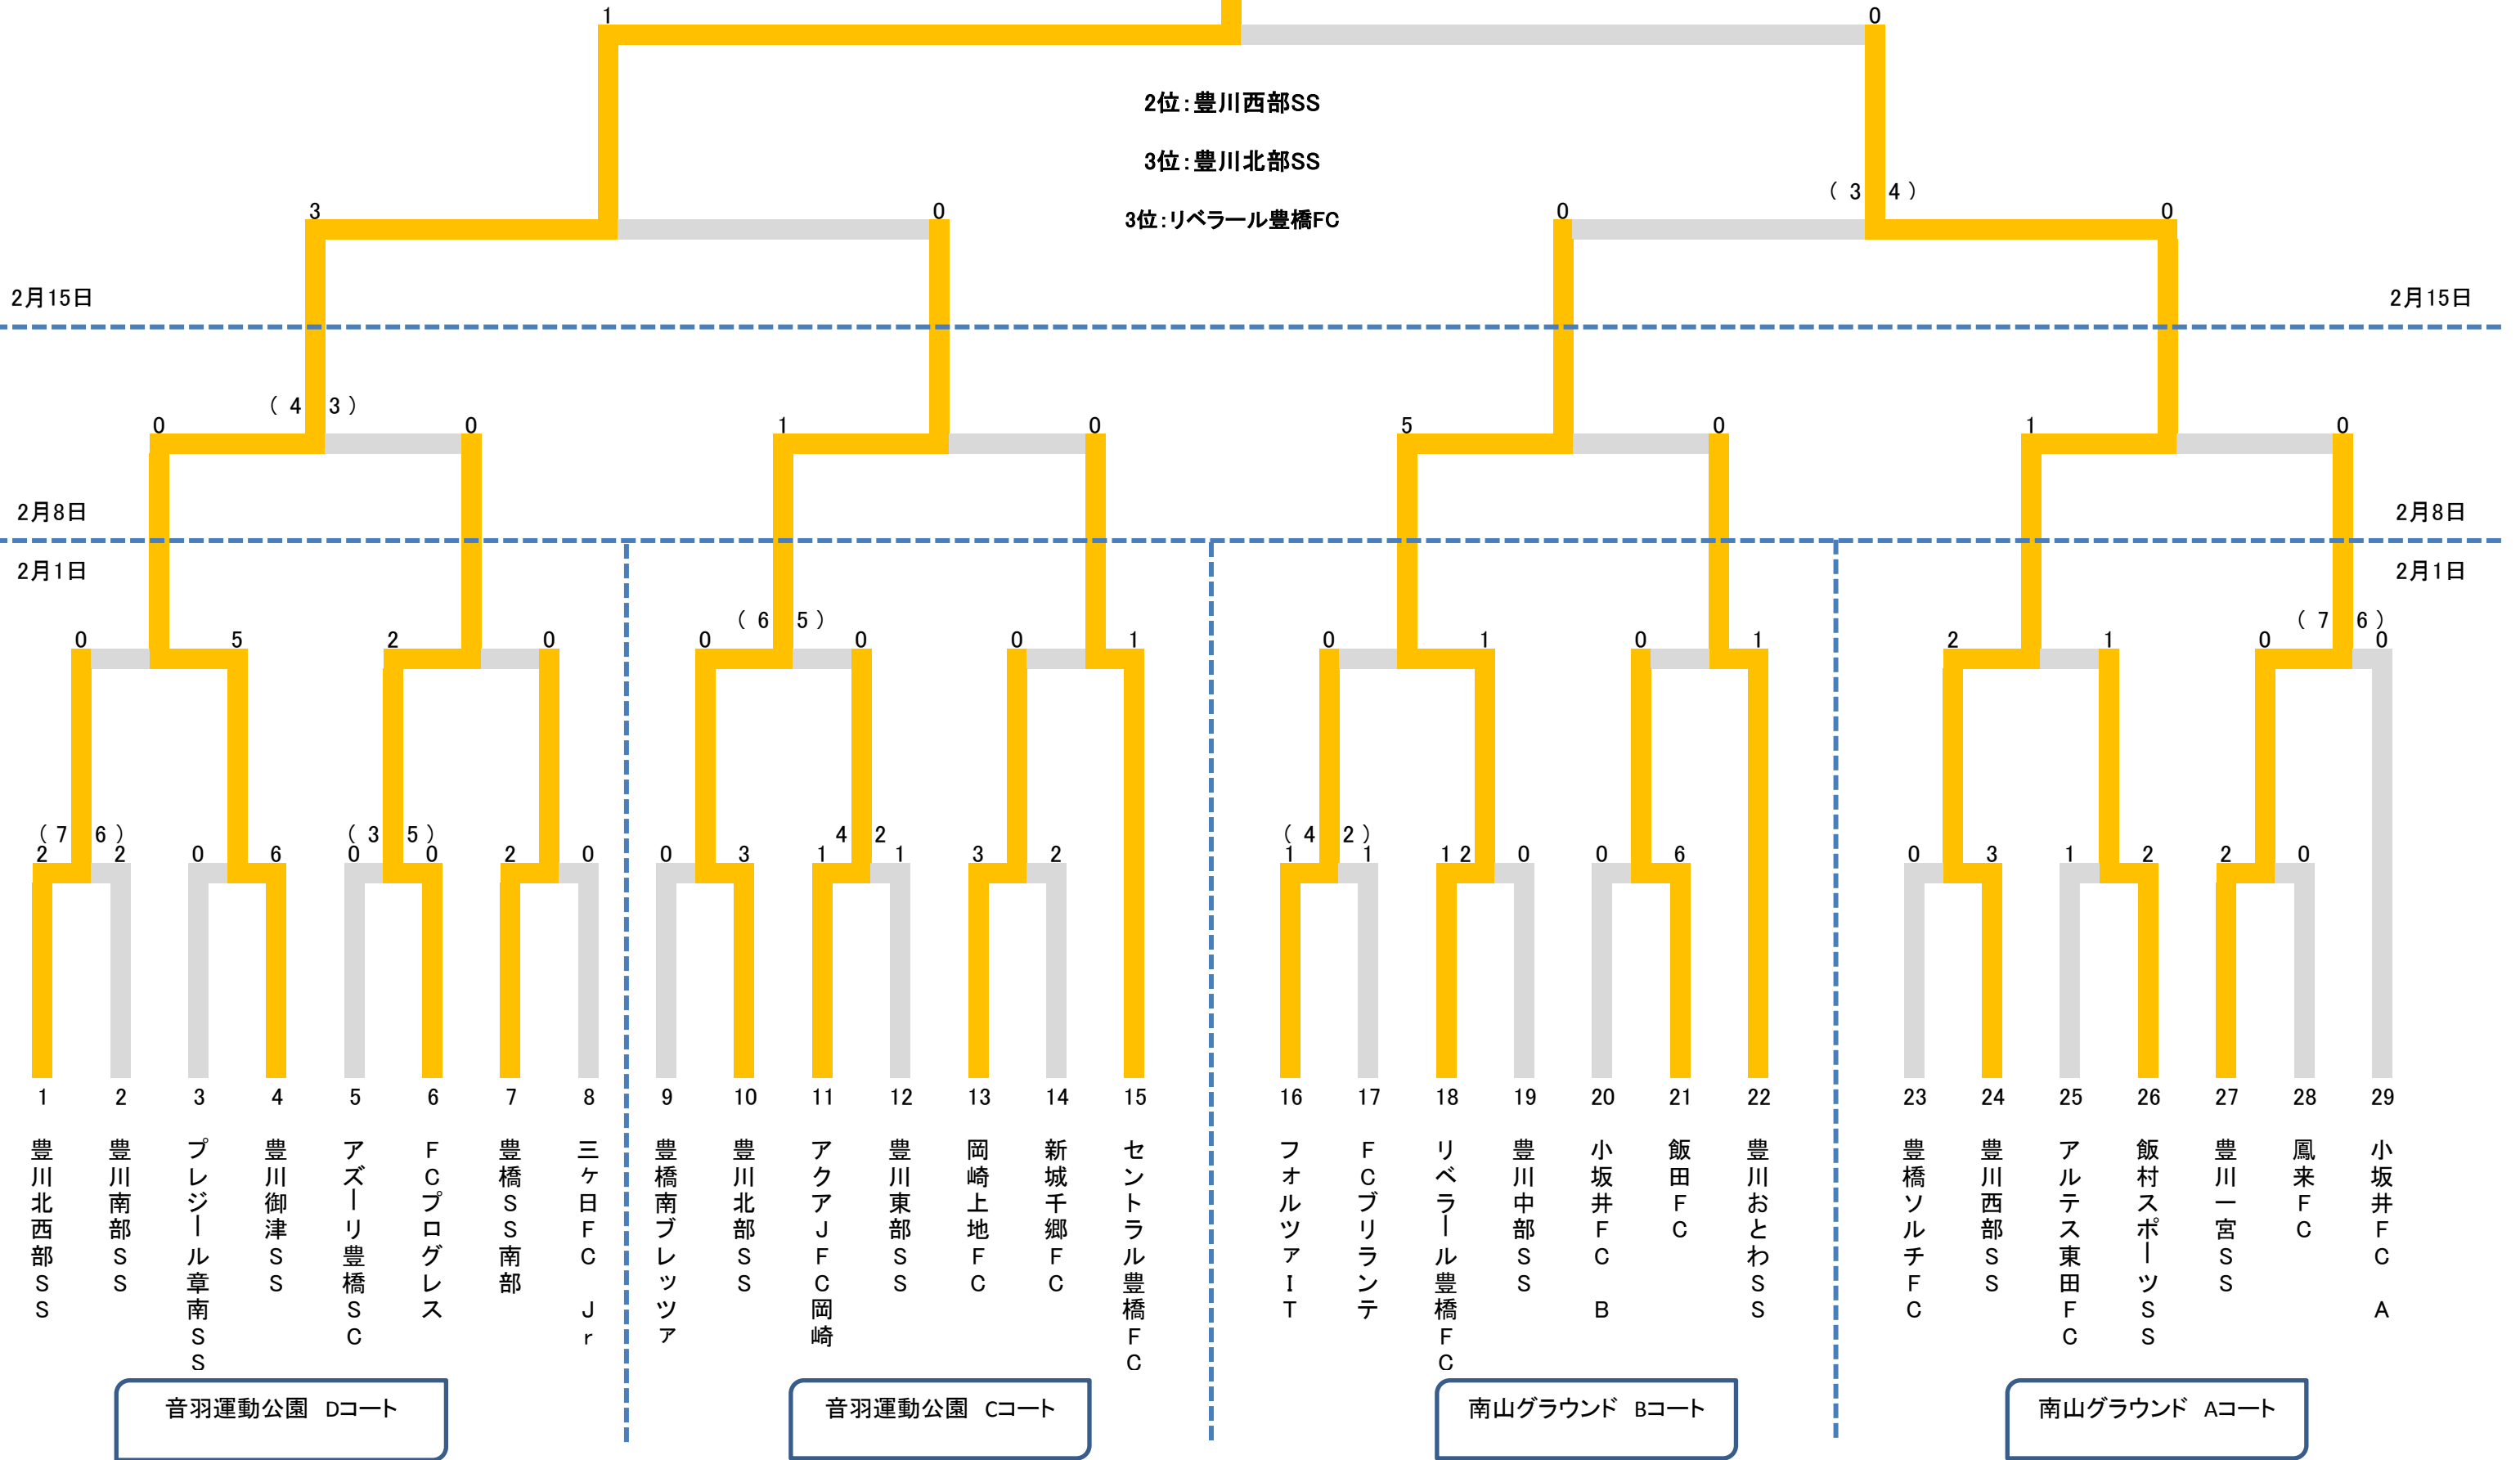 1 0
2位：豊川西部SS
3位：豊川北部SS
（ 3 4 ）
3 0 0 0
3位：リベラール豊橋FC
2月15日 2月15日
（ 4 3 ）
0 0 1 0 5 0 1 0
2月8日 2月8日
2月1日 2月1日
（ 6 5 ） （ 7 6 ）
0 5 2 0 0 0 0 1 0 1 0 1 2 1 0 0
（ 7 6 ） （ 3 5 ） 4 2 （ 4 2 ）
2 2 0 6 0 0 2 0 0 3 1 1 3 2 1 1 1 2 0 0 6 0 3 1 2 2 0
1 2 3 4 5 6 7 8 9 10 11 12 13 14 15 16 17 18 19 20 21 22 23 24 25 26 27 28 29
豊川北西部SS
豊川南部SS
プレジール章南SS
豊川御津SS
アズーリ豊橋SC
FCプログレス
豊橋SS南部
三ヶ日FC Jr
豊橋南ブレッツァ
豊川北部SS
アクアJFC岡崎
豊川東部SS
岡崎上地FC
新城千郷FC
セントラル豊橋FC
フォルツァIT
FCブリランテ
リベラール豊橋FC
豊川中部SS
小坂井FC B
飯田FC
豊川おとわSS
豊橋ソルチFC
豊川西部SS
アルテス東田FC
飯村スポーツSS
豊川一宮SS
鳳来FC
小坂井FC A
音羽運動公園 Dコート
音羽運動公園 Cコート
南山グラウンド Bコート
南山グラウンド Aコート